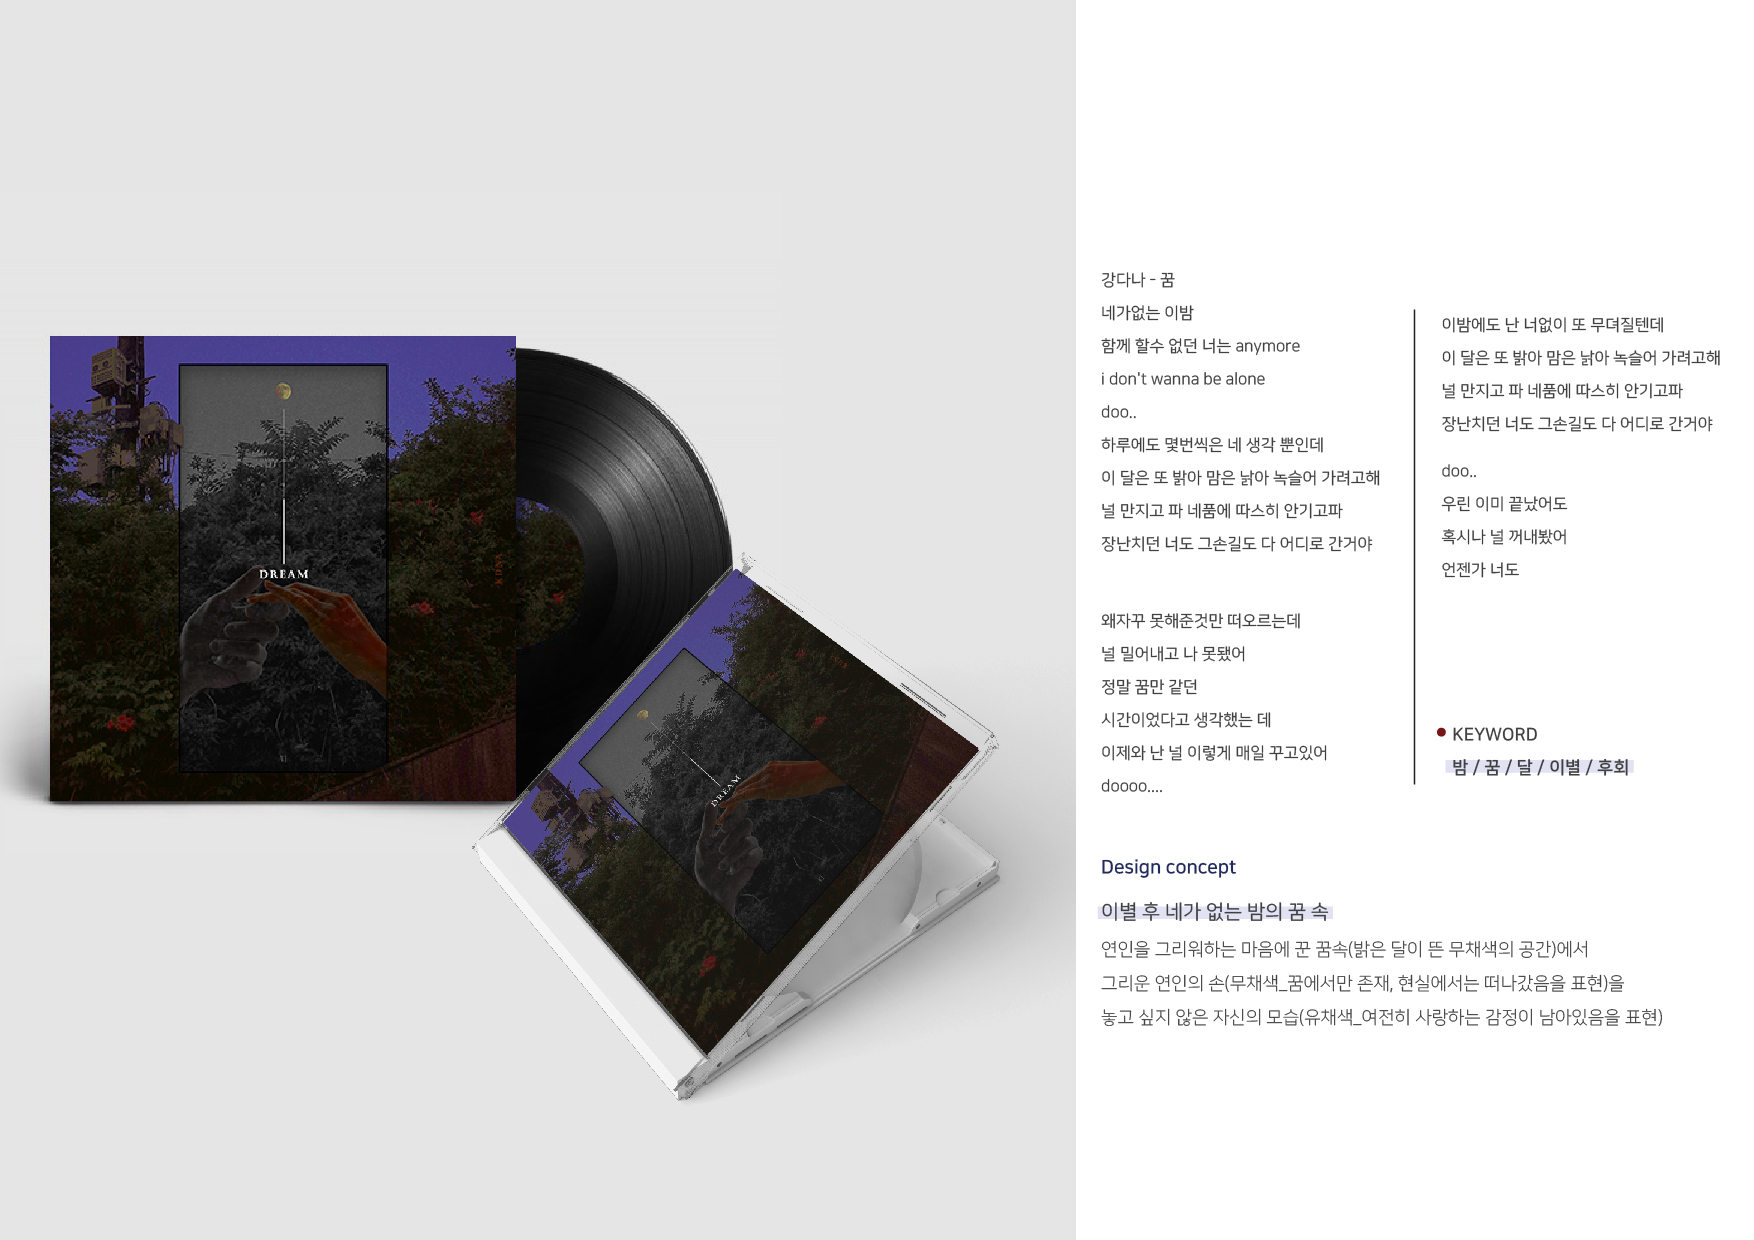 DREAM
DREAM
강다나 - 꿈
네가없는 이밤
함께 할수 없던 너는 anymore
i don't wanna be alone
doo..
하루에도 몇번씩은 네 생각 뿐인데
이 달은 또 밝아 맘은 낡아 녹슬어 가려고해
널 만지고 파 네품에 따스히 안기고파
장난치던 너도 그손길도 다 어디로 간거야
왜자꾸 못해준것만 떠오르는데
널 밀어내고 나 못됐어
정말 꿈만 같던
시간이었다고 생각했는 데
이제와 난 널 이렇게 매일 꾸고있어
doooo....
이밤에도 난 너없이 또 무뎌질텐데
이 달은 또 밝아 맘은 낡아 녹슬어 가려고해
널 만지고 파 네품에 따스히 안기고파
장난치던 너도 그손길도 다 어디로 간거야
doo..
우린 이미 끝났어도
혹시나 널 꺼내봤어
언젠가 너도
KEYWORD
밤 / 꿈 / 달 / 이별 / 후회
Design concept
이별 후 네가 없는 밤의 꿈 속
연인을 그리워하는 마음에 꾼 꿈속(밝은 달이 뜬 무채색의 공간)에서
그리운 연인의 손(무채색_꿈에서만 존재, 현실에서는 떠나갔음을 표현)을
놓고 싶지 않은 자신의 모습(유채색_여전히 사랑하는 감정이 남아있음을 표현)